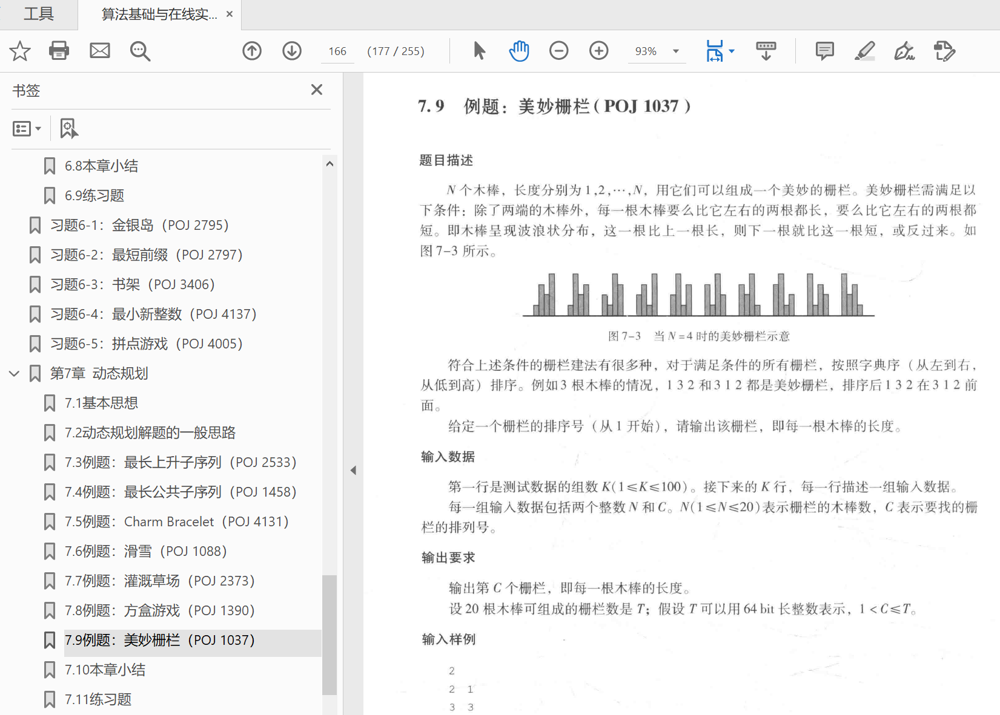 工具
算法基础与在线实... ×
166 (177 / 255) 93%
书签
6.8本章小结
6.9练习题
习题6-1：金银岛（POJ 2795）
习题6-2：最短前缀（POJ 2797）
习题6-3：书架（POJ 3406）
习题6-4：最小新整数（POJ 4137）
习题6-5：拼点游戏（POJ 4005）
第7章 动态规划
7.1基本思想
7.2动态规划解题的一般思路
7.3例题：最长上升子序列（POJ 2533）
7.4例题：最长公共子序列（POJ 1458）
7.5例题：Charm Bracelet（POJ 4131）
7.6例题：滑雪（POJ 1088）
7.7例题：灌溉草场（POJ 2373）
7.8例题：方盒游戏（POJ 1390）
7.9例题：美妙栅栏（POJ 1037）
7.10本章小结
7.11练习题
7.9 例题：美妙栅栏(POJ 1037)
题目描述
N 个木棒，长度分别为 1,2,…,N，用它们可以组成一个美妙的栅栏。美妙栅栏需满足以
下条件：除了两端的木棒外，每一根木棒要么比它左右的两根都长，要么比它左右的两根都
短。即木棒呈现波浪状分布，这一根比上一根长，则下一根就比这一根短，或反过来。如
图 7-3 所示。
图 7-3 当 N=4 时的美妙栅栏示意
符合上述条件的栅栏建法有很多种，对于满足条件的所有栅栏，按照字典序（从左到右，
从低到高）排序。例如 3 根木棒的情况，1 3 2 和 3 1 2 都是美妙栅栏，排序后 1 3 2 在 3 1 2 前
面。
给定一个栅栏的排序号（从 1 开始），请输出该栅栏，即每一根木棒的长度。
输入数据
第一行是测试数据的组数 K(1≤K≤100)。接下来的 K 行，每一行描述一组输入数据。
每一组输入数据包括两个整数 N 和 C。N(1≤N≤20)表示栅栏的木棒数，C 表示要找的栅
栏的排列号。
输出要求
输出第 C 个栅栏，即每一根木棒的长度。
设 20 根木棒可组成的栅栏数是 T；假设 T 可以用 64 bit 长整数表示，1 < C≤T。
输入样例
2
2 1
3 3